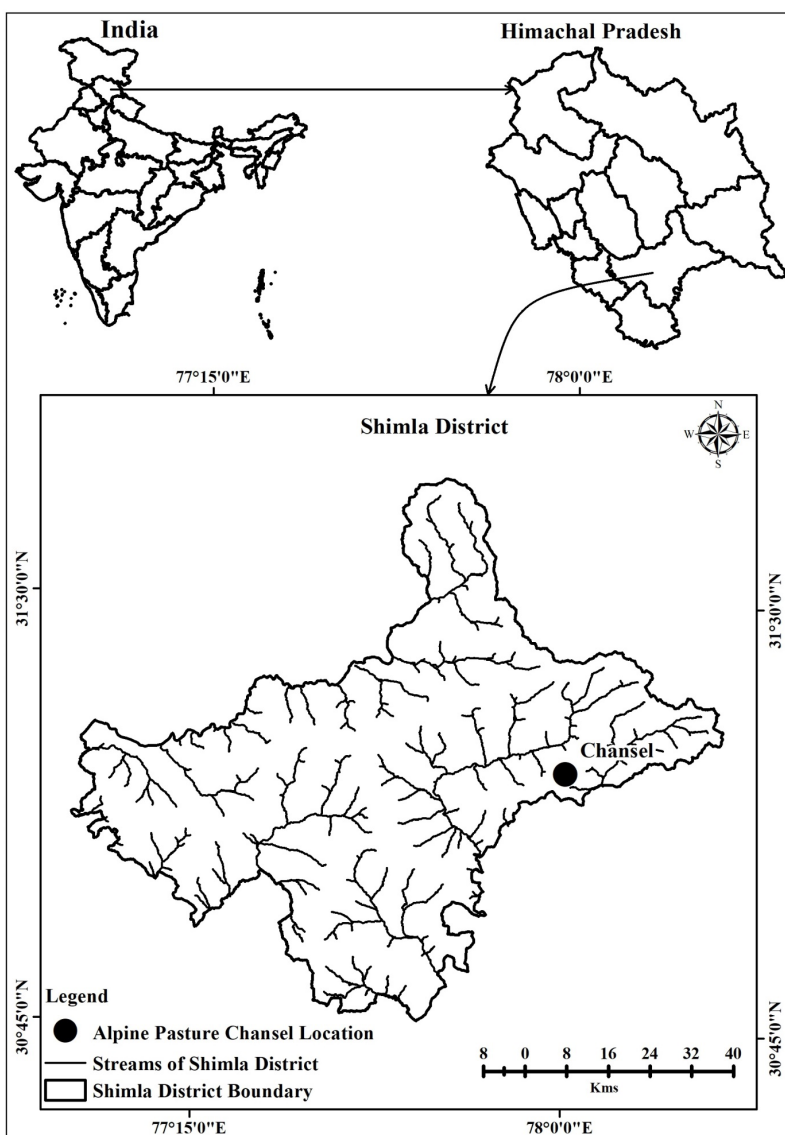 India
Himachal Pradesh
77°15'0"E
78°0'0"E
Shimla District
N
W
E
S
31°30'0"N
31°30'0"N
Chansel
30°45'0"N
30°45'0"N
Legend
Alpine Pasture Chansel Location
Streams of Shimla District
Shimla District Boundary
8 0 8 16 24 32 40
Kms
77°15'0"E
78°0'0"E